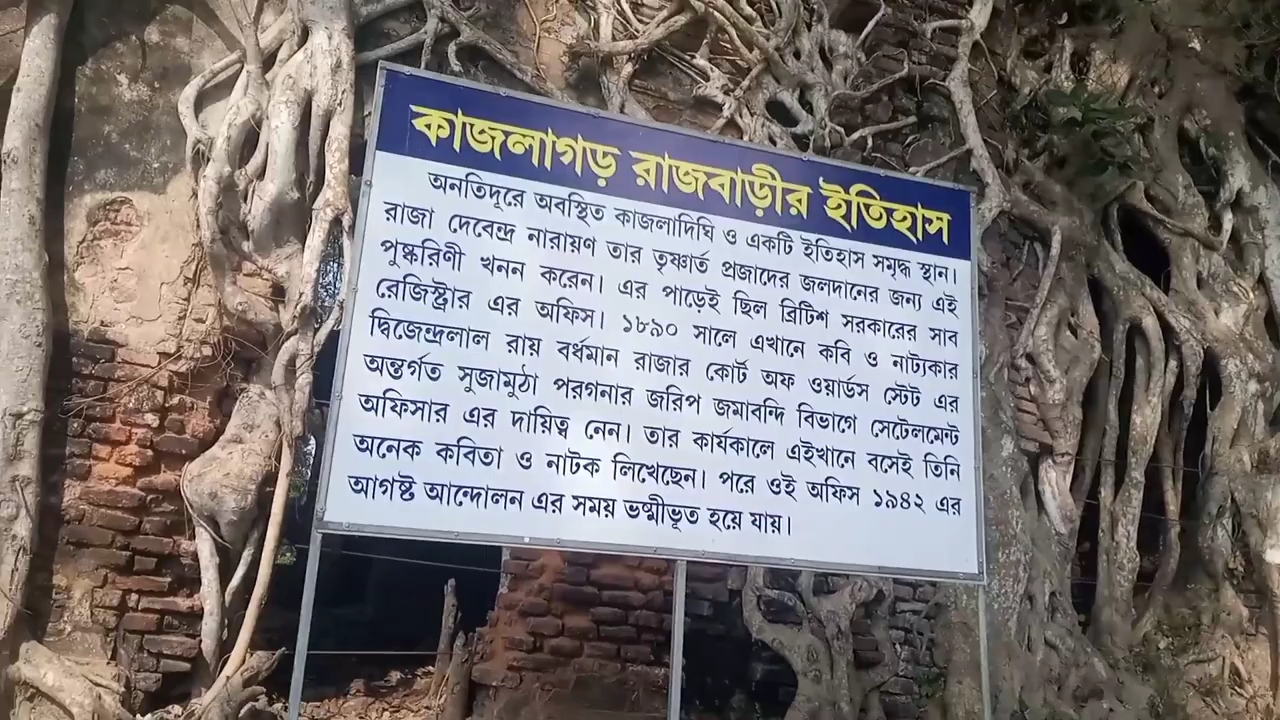 কাজলাগড় রাজবাড়ীর ইতিহাস
অনতিদূরে অবস্থিত কাজলাদিঘি ও একটি ইতিহাস সমৃদ্ধ স্থান।
রাজা দেবেন্দ্র নারায়ণ তার তৃষ্ণার্ত প্রজাদের জলদানের জন্য এই
পুষ্করিণী খনন করেন। এর পাড়েই ছিল ব্রিটিশ সরকারের সাব
রেজিস্ট্রার এর অফিস। ১৮৯০ সালে এখানে কবি ও নাট্যকার
দ্বিজেন্দ্রলাল রায় বর্ধমান রাজার কোর্ট অফ ওয়ার্ডস স্টেট এর
অন্তর্গত সুজামুঠা পরগনার জরিপ জমাবন্দি বিভাগে সেটেলমেন্ট
অফিসার এর দায়িত্ব নেন। তার কার্যকালে এইখানে বসেই তিনি
অনেক কবিতা ও নাটক লিখেছেন। পরে ওই অফিস ১৯৪২ এর
আগষ্ট আন্দোলন এর সময় ভষ্মীভূত হয়ে যায়।